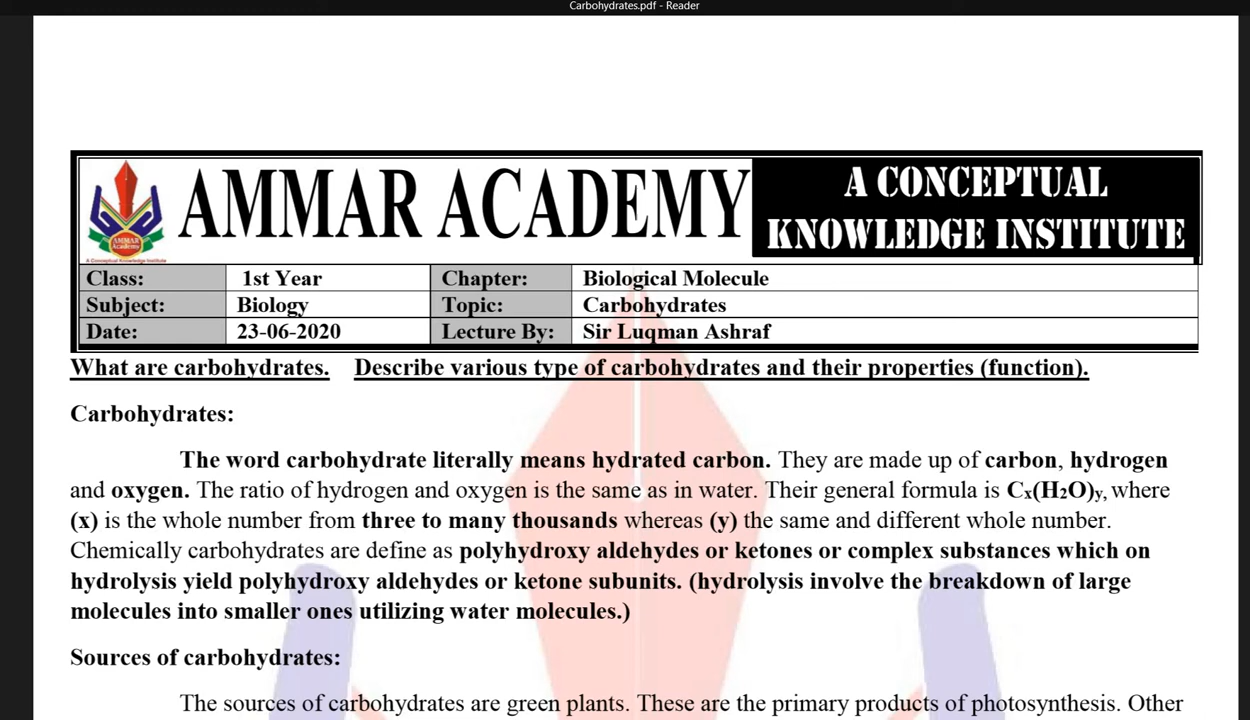 Carbohydrates.pdf - Reader
AMMAR ACADEMY
A CONCEPTUAL
KNOWLEDGE INSTITUTE
AMMAR
Academy
A Conceptual Knowledge Institute
Class: 1st Year Chapter: Biological Molecule
Subject: Biology Topic: Carbohydrates
Date: 23-06-2020 Lecture By: Sir Luqman Ashraf
What are carbohydrates. Describe various type of carbohydrates and their properties (function).
Carbohydrates:
The word carbohydrate literally means hydrated carbon. They are made up of carbon, hydrogen
and oxygen. The ratio of hydrogen and oxygen is the same as in water. Their general formula is Cₓ(H₂O)ᵧ, where
(x) is the whole number from three to many thousands whereas (y) the same and different whole number.
Chemically carbohydrates are define as polyhydroxy aldehydes or ketones or complex substances which on
hydrolysis yield polyhydroxy aldehydes or ketone subunits. (hydrolysis involve the breakdown of large
molecules into smaller ones utilizing water molecules.)
Sources of carbohydrates:
The sources of carbohydrates are green plants. These are the primary products of photosynthesis. Other